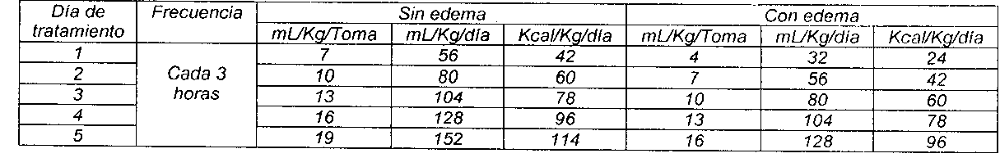 Día de tratamiento Frecuencia Sin edema Con edema
mL/Kg/Toma mL/Kg/día Kcal/Kg/día mL/Kg/Toma mL/Kg/día Kcal/Kg/día
1 Cada 3 horas 7 56 42 4 32 24
2 10 80 60 7 56 42
3 13 104 78 10 80 60
4 16 128 96 13 104 78
5 19 152 114 16 128 96